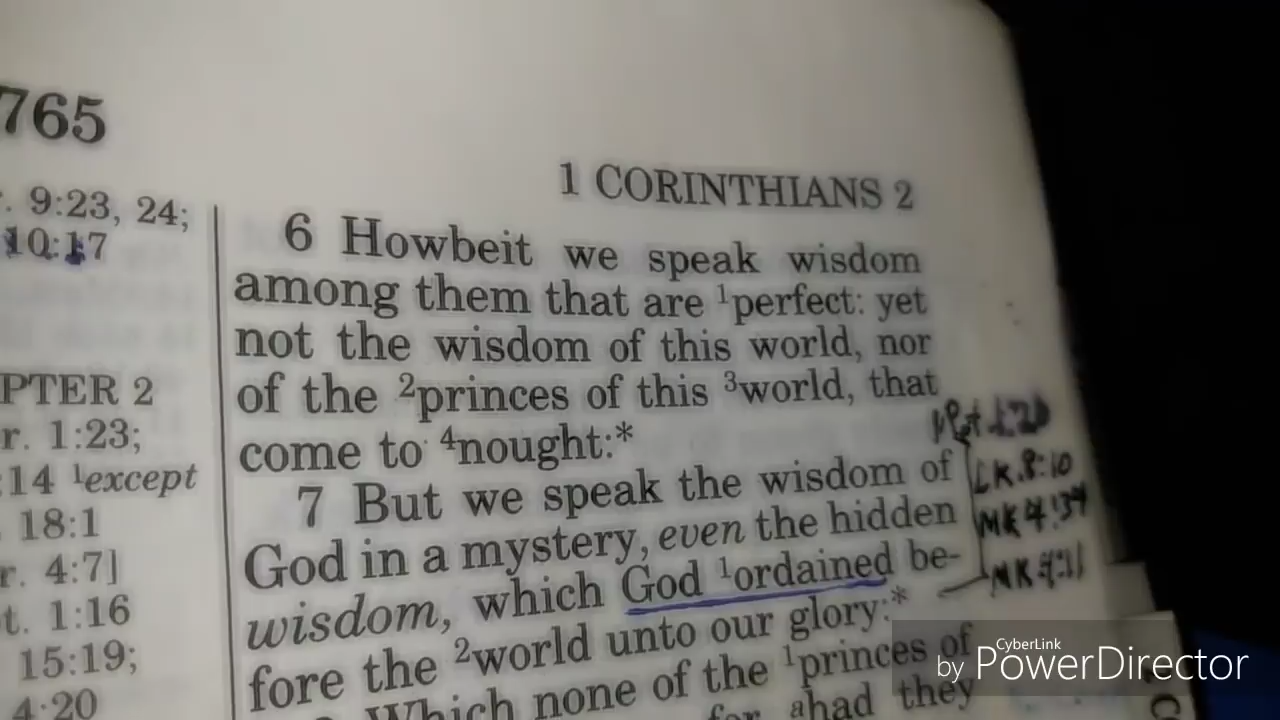 765
1 CORINTHIANS 2
. 9:23, 24;
10:17
PTER 2
r. 1:23;
:14 ¹except
18:1
r. 4:7]
t. 1:16
15:19;
4:20
6 Howbeit we speak wisdom
among them that are ¹perfect: yet
not the wisdom of this world, nor
of the ²princes of this ³world, that
come to ⁴nought:*
7 But we speak the wisdom of
God in a mystery, even the hidden
wisdom, which God ¹ordained be-
fore the ²world unto our glory:*
Which none of the ¹princes of
for ᵃhad they
LK.8:10
MK 4:34
CyberLink
by PowerDirector